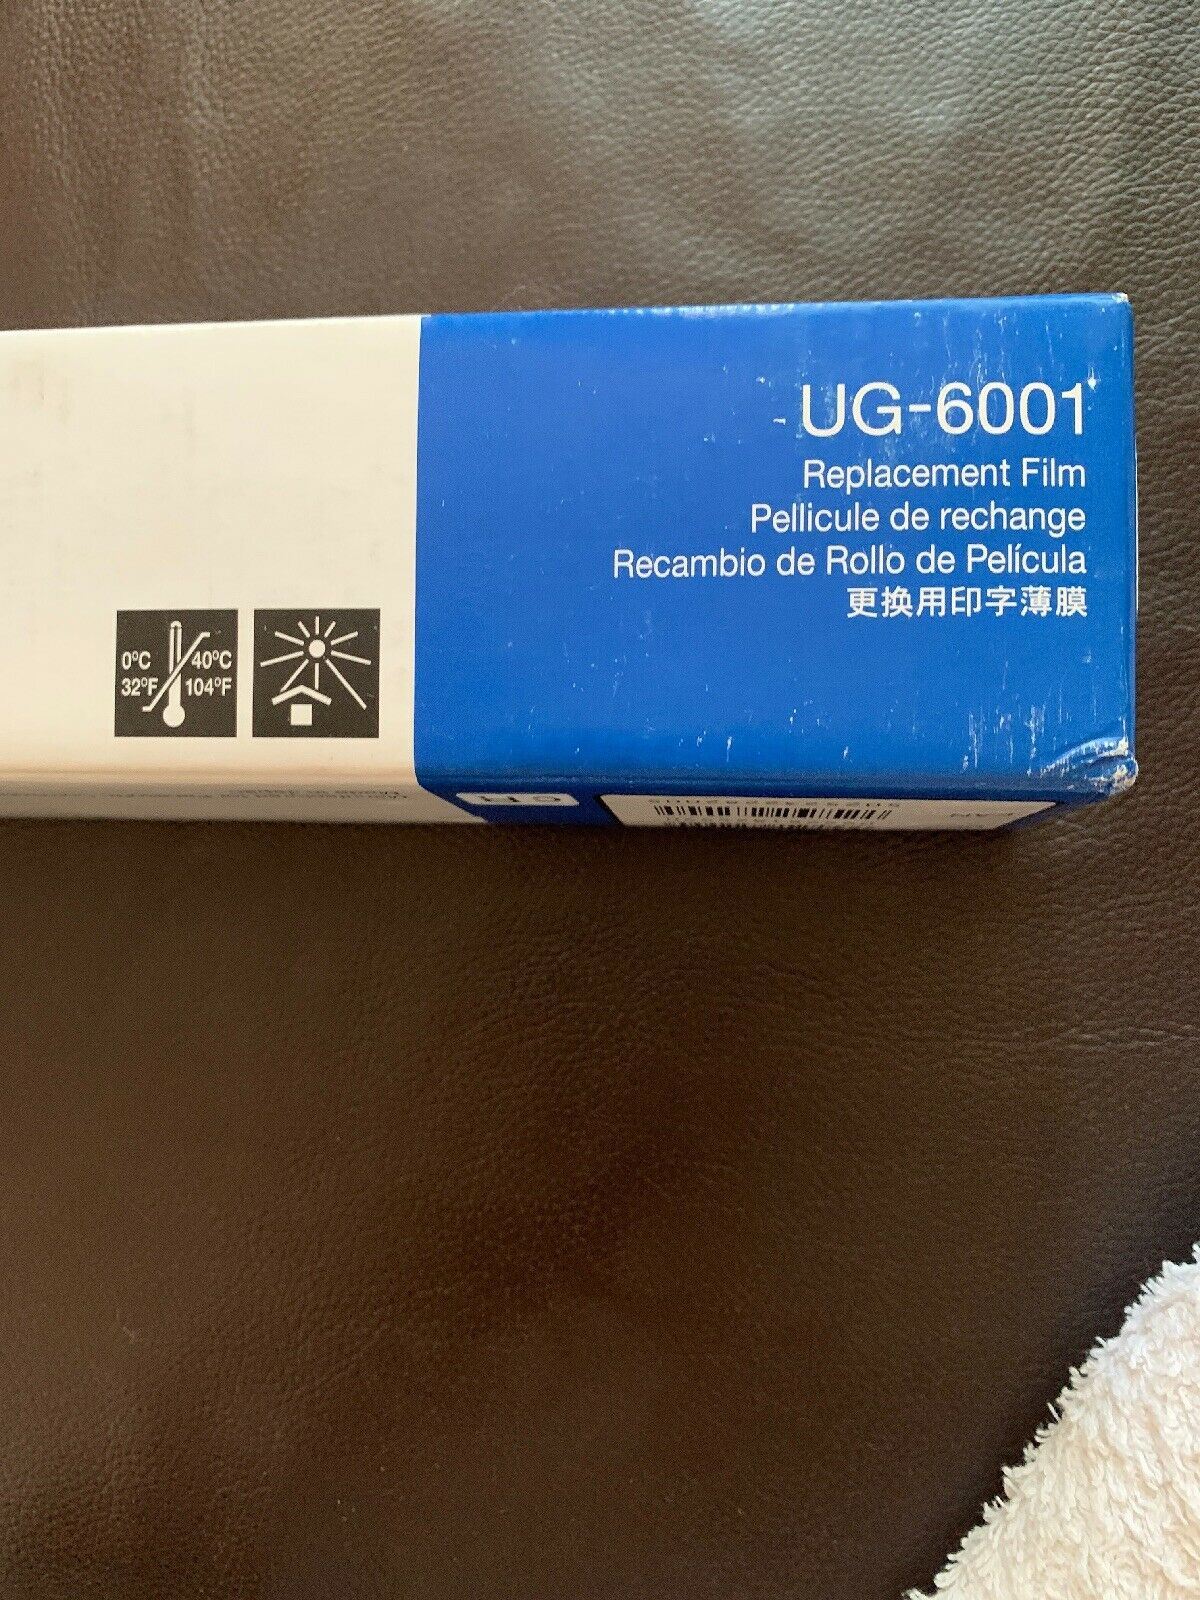 UG-6001
Replacement Film
Pellicule de rechange
Recambio de Rollo de Película
更換用印字薄膜
0°C 40°C
32°F 104°F